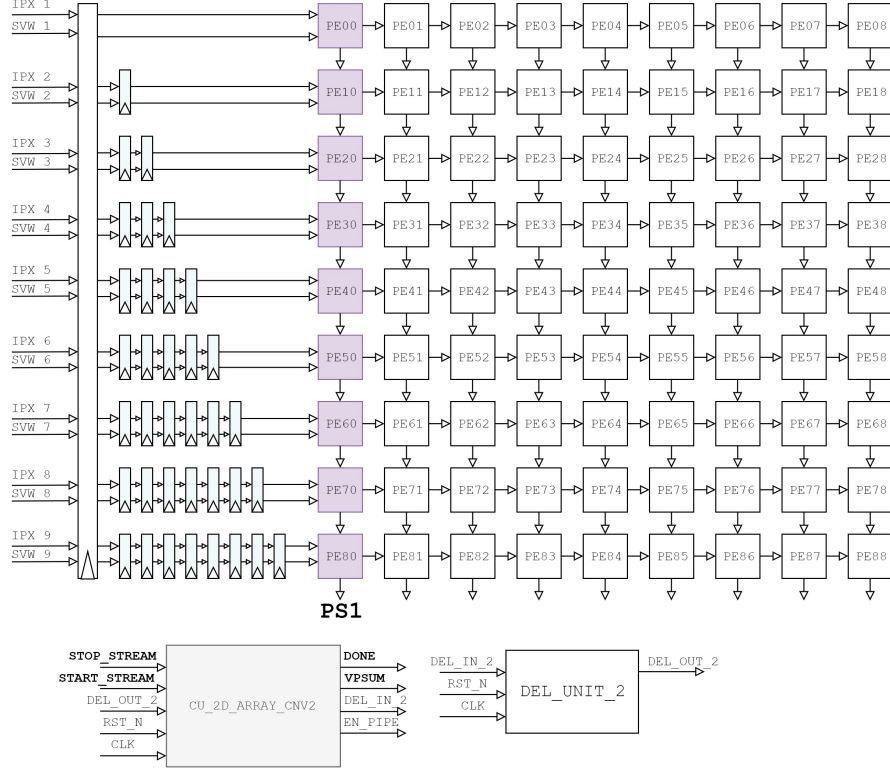 IPX 1
SVW 1
PE00 PE01 PE02 PE03 PE04 PE05 PE06 PE07 PE08
IPX 2
SVW 2
PE10 PE11 PE12 PE13 PE14 PE15 PE16 PE17 PE18
IPX 3
SVW 3
PE20 PE21 PE22 PE23 PE24 PE25 PE26 PE27 PE28
IPX 4
SVW 4
PE30 PE31 PE32 PE33 PE34 PE35 PE36 PE37 PE38
IPX 5
SVW 5
PE40 PE41 PE42 PE43 PE44 PE45 PE46 PE47 PE48
IPX 6
SVW 6
PE50 PE51 PE52 PE53 PE54 PE55 PE56 PE57 PE58
IPX 7
SVW 7
PE60 PE61 PE62 PE63 PE64 PE65 PE66 PE67 PE68
IPX 8
SVW 8
PE70 PE71 PE72 PE73 PE74 PE75 PE76 PE77 PE78
IPX 9
SVW 9
PE80 PE81 PE82 PE83 PE84 PE85 PE86 PE87 PE88
PS1
STOP_STREAM
START_STREAM
DEL_OUT_2
RST_N
CLK
CU_2D_ARRAY_CNV2
DONE
VPSUM
DEL_IN_2
EN_PIPE
DEL_IN_2
RST_N
CLK
DEL_UNIT_2
DEL_OUT_2